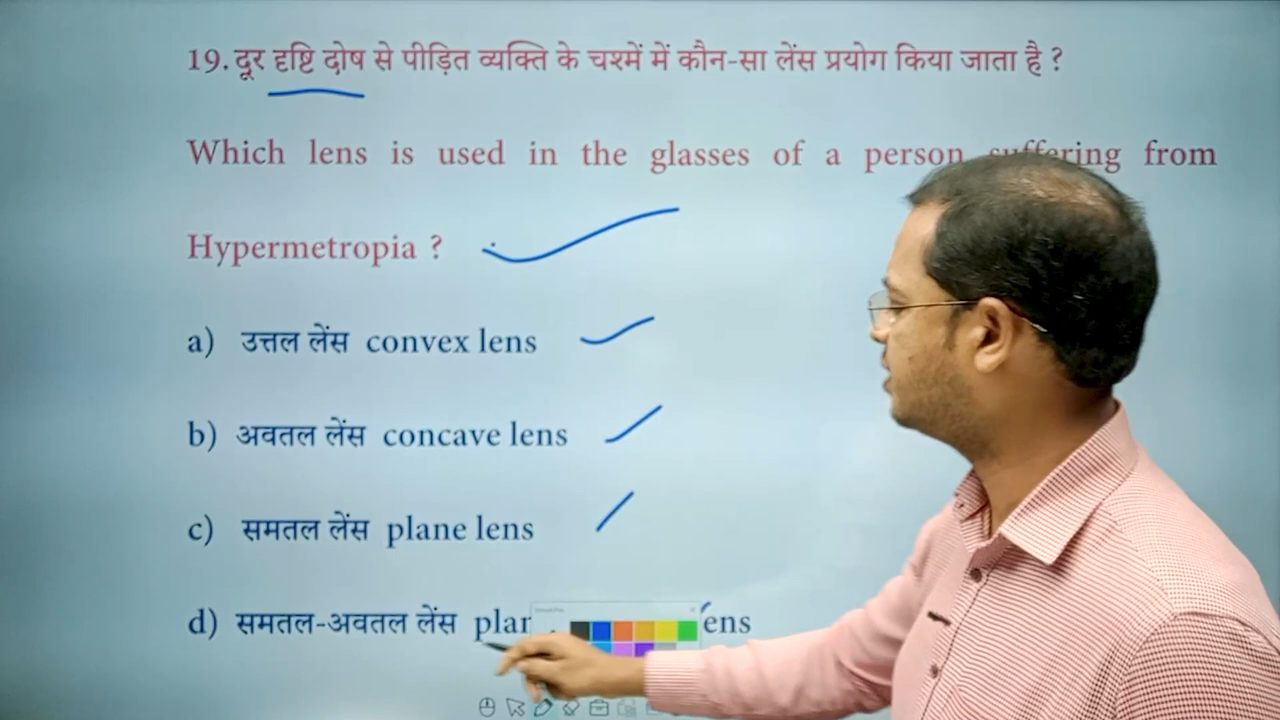 19. दूर दृष्टि दोष से पीड़ित व्यक्ति के चश्में में कौन-सा लेंस प्रयोग किया जाता है ?
Which lens is used in the glasses of a person suffering from
Hypermetropia ?
a) उत्तल लेंस convex lens
b) अवतल लेंस concave lens
c) समतल लेंस plane lens
d) समतल-अवतल लेंस plan ens